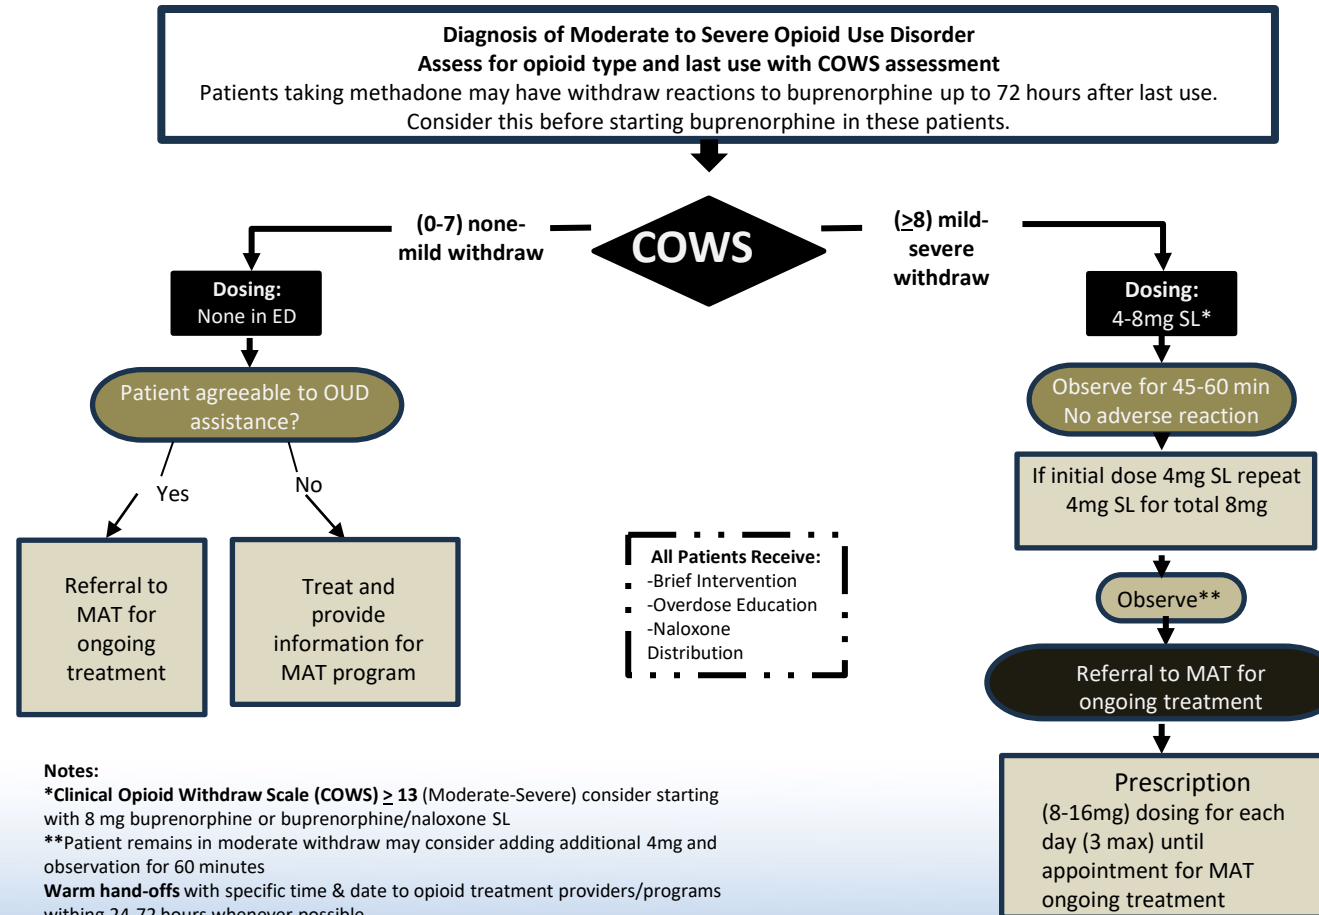 Diagnosis of Moderate to Severe Opioid Use Disorder
Assess for opioid type and last use with COWS assessment
Patients taking methadone may have withdraw reactions to buprenorphine up to 72 hours after last use.
Consider this before starting buprenorphine in these patients.
COWS
(0-7) none-
mild withdraw
Dosing:
None in ED
Patient agreeable to OUD
assistance?
Yes
No
Referral to
MAT for
ongoing
treatment
Treat and
provide
information for
MAT program
(≥8) mild-
severe
withdraw
Dosing:
4-8mg SL*
Observe for 45-60 min
No adverse reaction
If initial dose 4mg SL repeat
4mg SL for total 8mg
Observe**
Referral to MAT for
ongoing treatment
Prescription
(8-16mg) dosing for each
day (3 max) until
appointment for MAT
ongoing treatment
All Patients Receive:
-Brief Intervention
-Overdose Education
-Naloxone
Distribution
Notes:
*Clinical Opioid Withdraw Scale (COWS) ≥ 13 (Moderate-Severe) consider starting
with 8 mg buprenorphine or buprenorphine/naloxone SL
**Patient remains in moderate withdraw may consider adding additional 4mg and
observation for 60 minutes
Warm hand-offs with specific time & date to opioid treatment providers/programs
withing 24-72 hours whenever possible